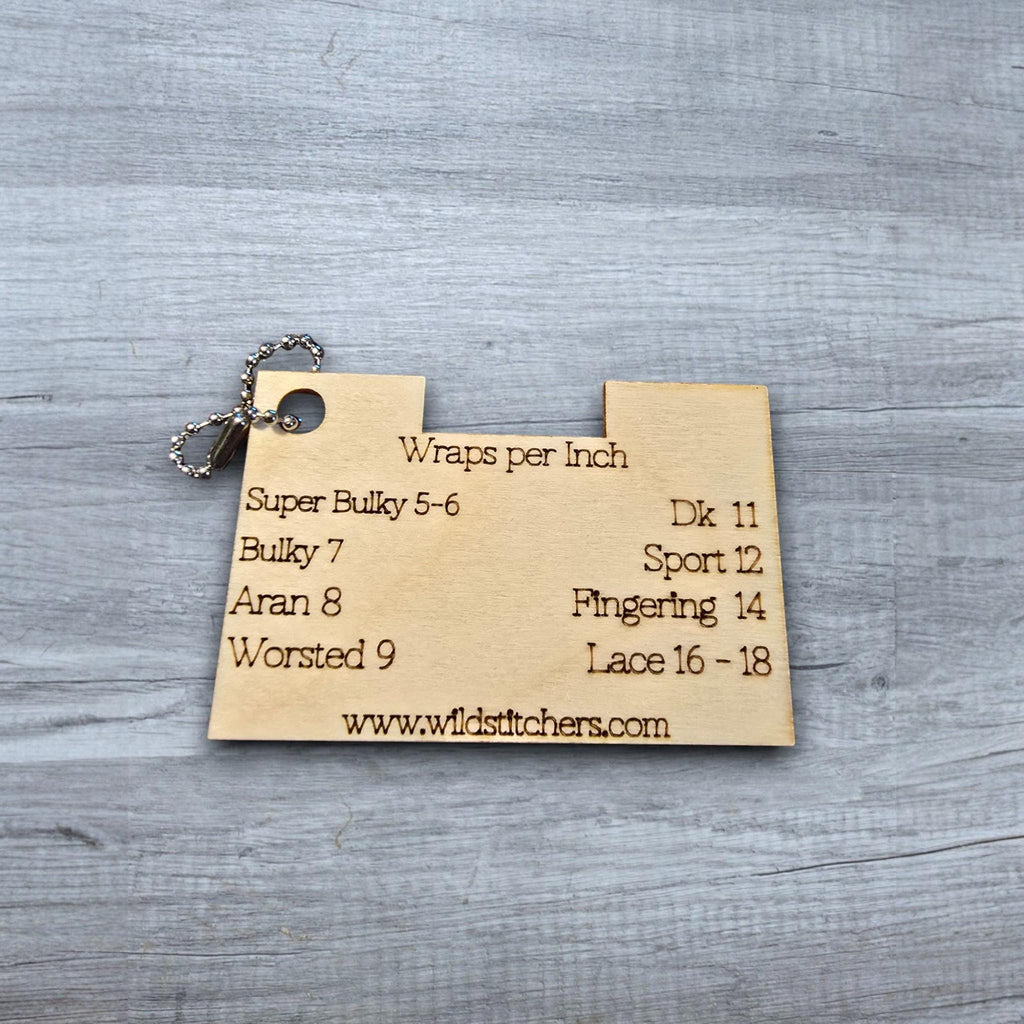 Wraps per Inch
Super Bulky 5-6
Bulky 7
Aran 8
Worsted 9
Dk 11
Sport 12
Fingering 14
Lace 16 - 18
www.wildstitchers.com